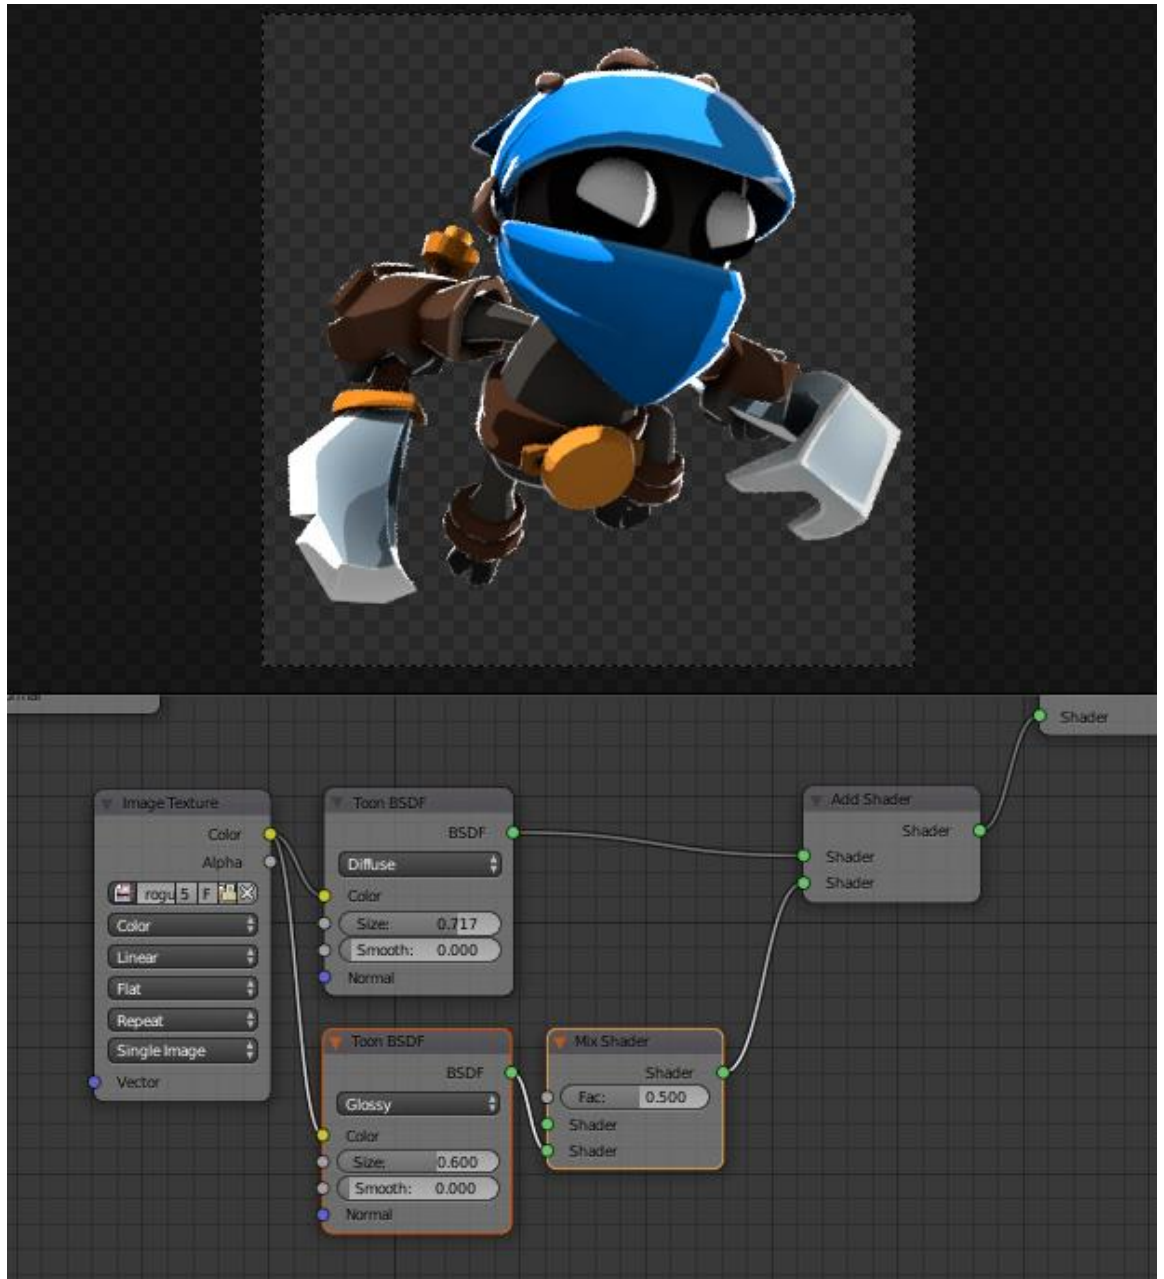 Image Texture
Color
Alpha
rogu 5 F
Color
Linear
Flat
Repeat
Single Image
Vector
Toon BSDF
BSDF
Diffuse
Color
Size: 0.717
Smooth: 0.000
Normal
Toon BSDF
BSDF
Glossy
Color
Size: 0.600
Smooth: 0.000
Normal
Mix Shader
Shader
Fac: 0.500
Shader
Shader
Add Shader
Shader
Shader
Shader
Shader